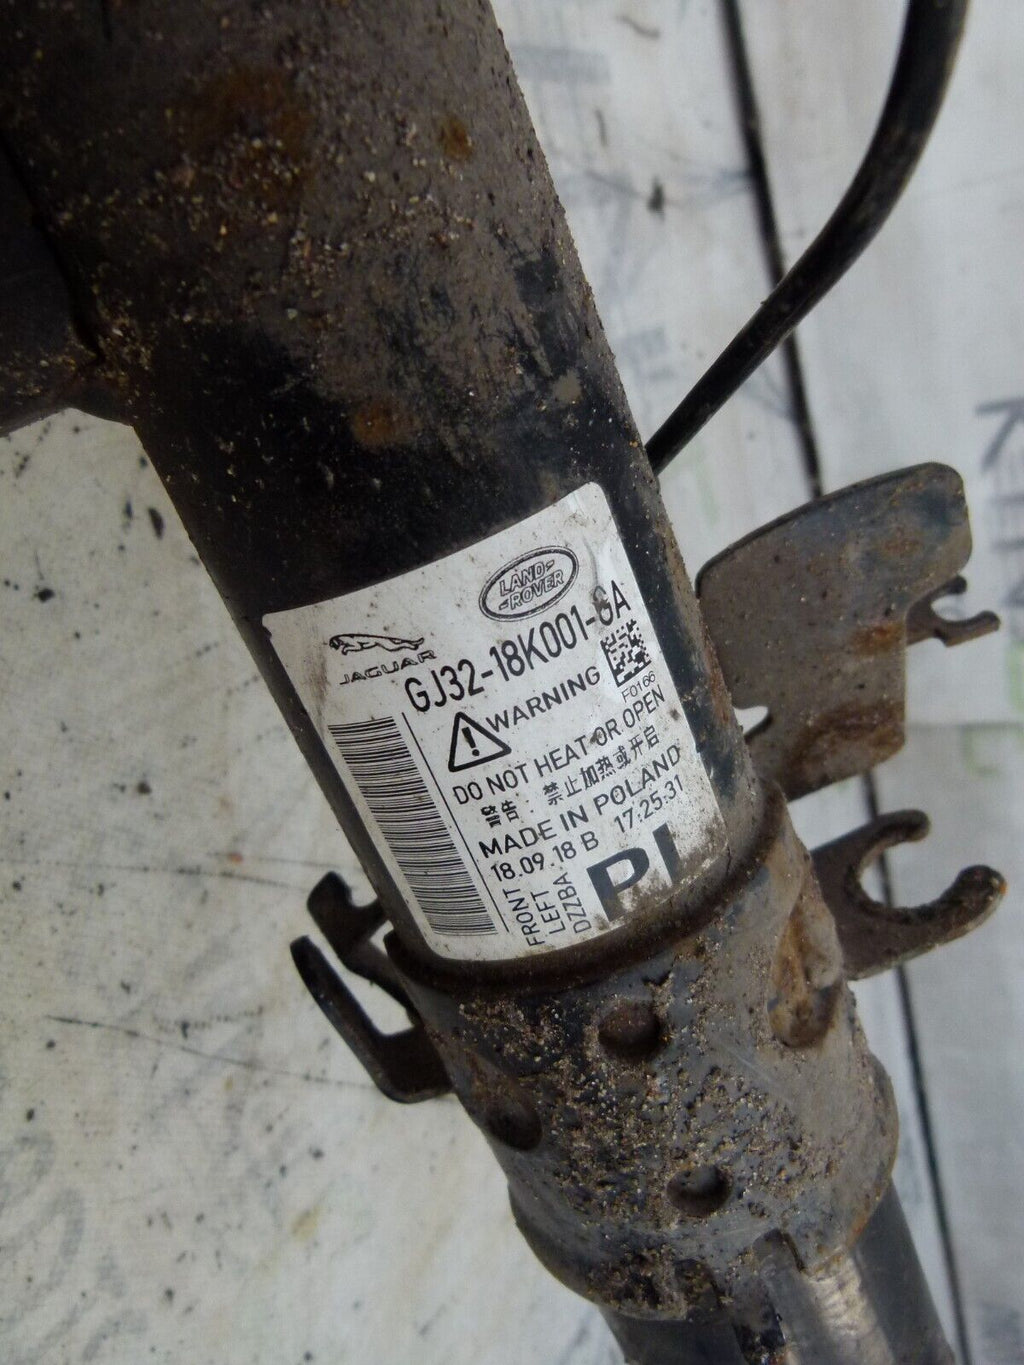 LAND-
-ROVER
JAGUAR
GJ32-18K001-GA
F0166
WARNING
DO NOT HEAT OR OPEN
警告: 禁止加热或开启
MADE IN POLAND
18.09.18 B 17:25:31
FRONT
LEFT
DZZBA